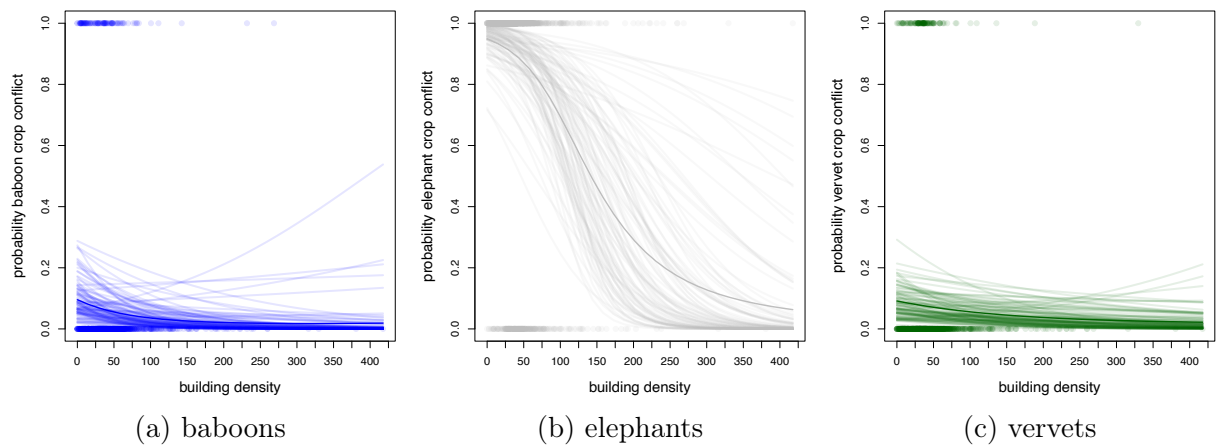 probability baboon crop conflict
0.0 0.2 0.4 0.6 0.8 1.0
0 50 100 150 200 250 300 350 400
building density
(a) baboons
probability elephant crop conflict
0.0 0.2 0.4 0.6 0.8 1.0
0 50 100 150 200 250 300 350 400
building density
(b) elephants
probability vervet crop conflict
0.0 0.2 0.4 0.6 0.8 1.0
0 50 100 150 200 250 300 350 400
building density
(c) vervets